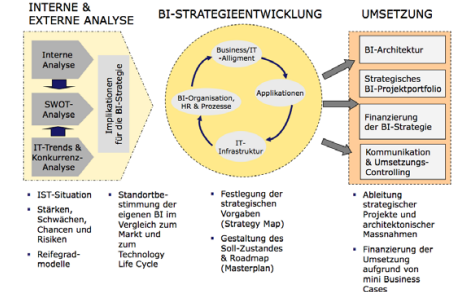 INTERNE &
EXTERNE ANALYSE
Interne
Analyse
SWOT-
Analyse
IT-Trends &
Konkurrenz-
Analyse
Implikationen
für die BI-Strategie
IST-Situation
Stärken,
Schwächen,
Chancen und
Risiken
Reifegrad-
modelle
Standortbe-
stimmung der
eigenen BI im
Vergleich zum
Markt und
zum
Technology
Life Cycle
BI-STRATEGIEENTWICKLUNG
Business/IT
-Allignment
Applikationen
IT-
Infrastruktur
BI-Organisation,
HR & Prozesse
Festlegung der
strategischen
Vorgaben
(Strategy Map)
Gestaltung des
Soll-Zustandes
& Roadmap
(Masterplan)
UMSETZUNG
BI-Architektur
Strategisches
BI-Projektportfolio
Finanzierung
der BI-Strategie
Kommunikation
& Umsetzungs-
Controlling
Ableitung
strategischer
Projekte und
architektonischer
Massnahmen
Finanzierung der
Umsetzung
aufgrund von
mini Business
Cases